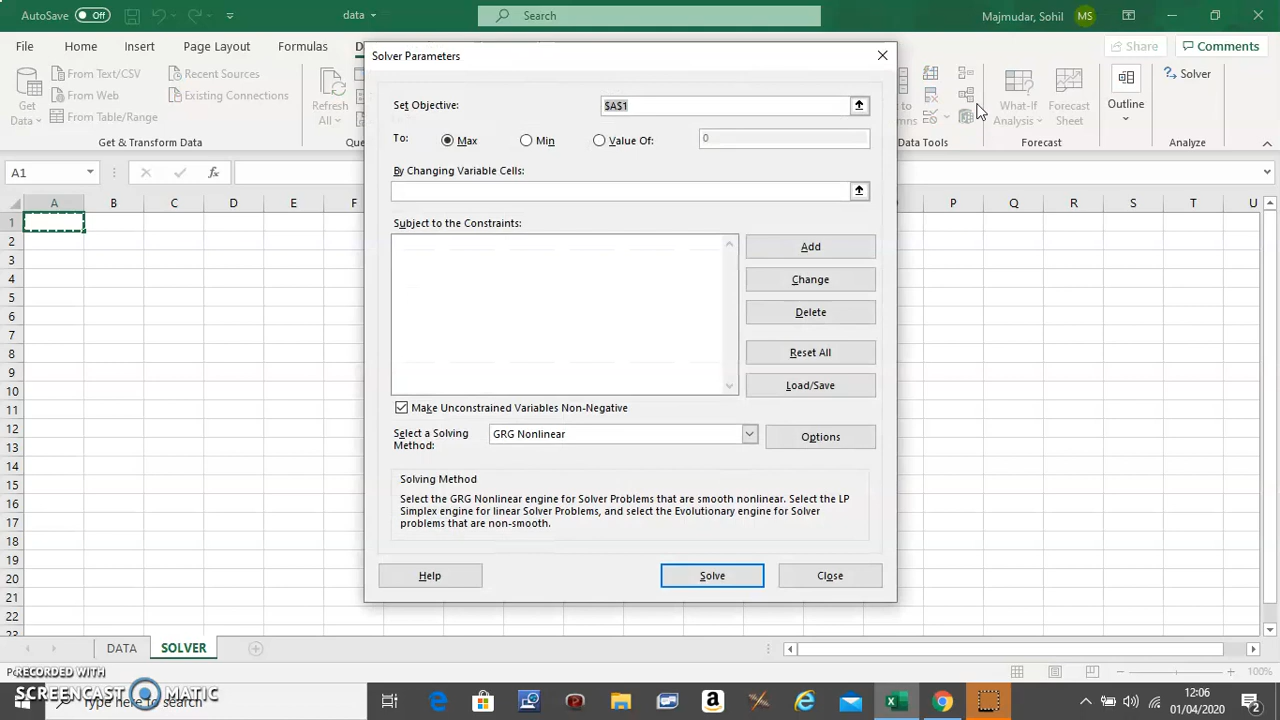 AutoSave Off data Search Majmudar, Sohil MS
File Home Insert Page Layout Formulas D Share Comments
Get Data From Text/CSV Recent Sources Refresh All What-If Analysis Forecast Sheet Outline Solver
From Web Existing Connections
From Table/Range
Get & Transform Data Que Data Tools Forecast Analyze
A1 fx
A B C D E F P Q R S T U
1
2
3
4
5
6
7
8
9
10
11
12
13
14
15
16
17
18
19
20
21
22
23
Solver Parameters
Set Objective: $A$1
To: Max Min Value Of: 0
By Changing Variable Cells:
Subject to the Constraints:
Add
Change
Delete
Reset All
Load/Save
Make Unconstrained Variables Non-Negative
Select a Solving Method: GRG Nonlinear Options
Solving Method
Select the GRG Nonlinear engine for Solver Problems that are smooth nonlinear. Select the LP
Simplex engine for linear Solver Problems, and select the Evolutionary engine for Solver
problems that are non-smooth.
Help Solve Close
DATA SOLVER
100%
RECORDED WITH
SCREENCAST MATIC
Type here to search
12:06
01/04/2020
2